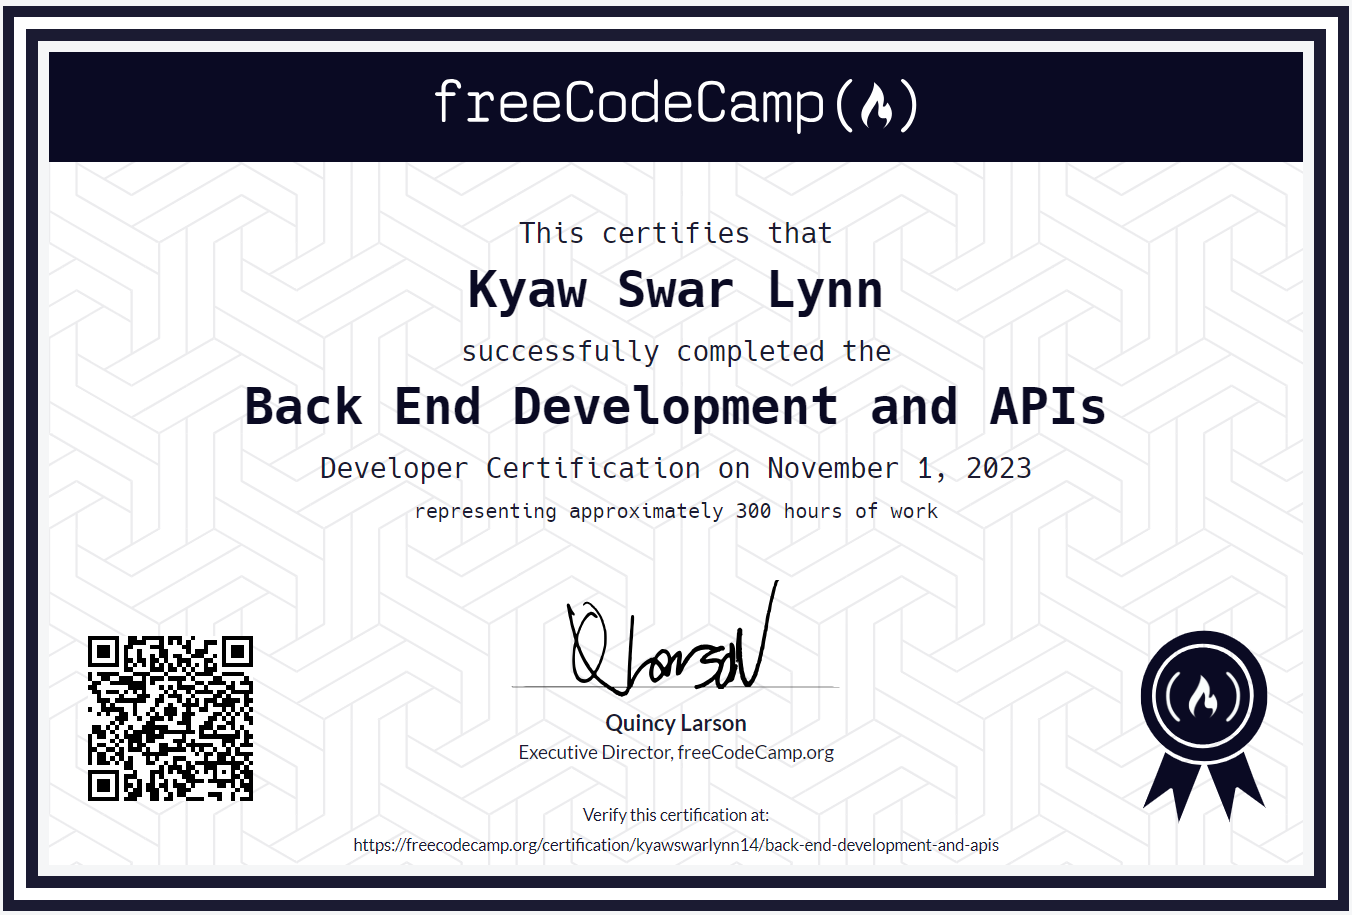 freeCodeCamp(🔥)
This certifies that
Kyaw Swar Lynn
successfully completed the
Back End Development and APIs
Developer Certification on November 1, 2023
representing approximately 300 hours of work
Quincy Larson
Executive Director, freeCodeCamp.org
Verify this certification at:
https://freecodecamp.org/certification/kyawswarlynn14/back-end-development-and-apis